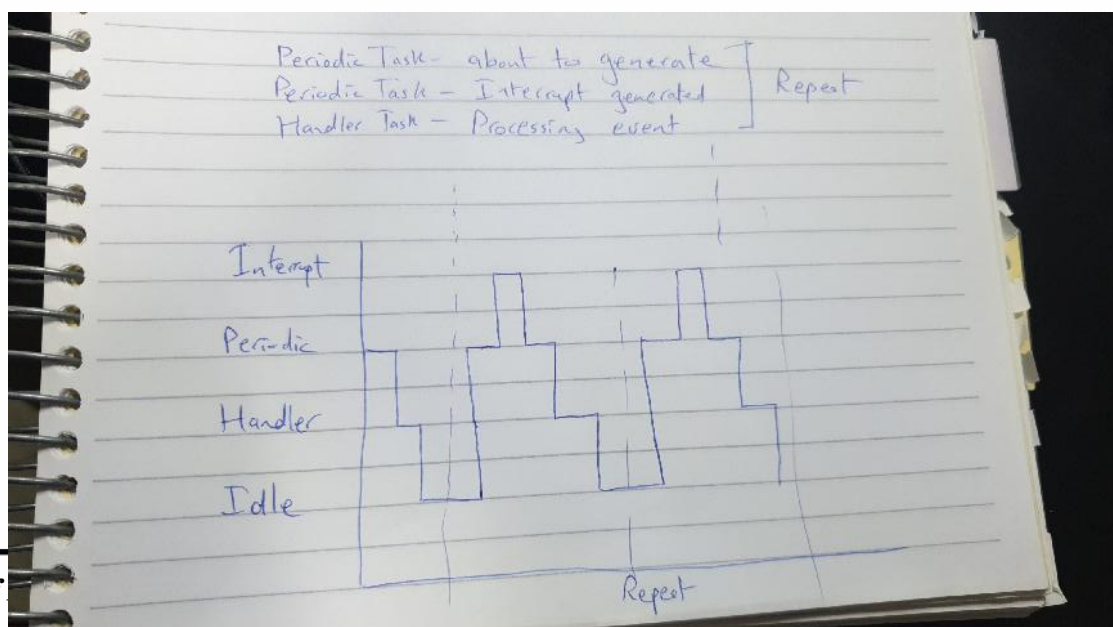 Periodic Task - about to generate
Periodic Task - Interrupt generated
Repeat
Handler Task - Processing event
Interrupt
Periodic
Handler
Idle
Repeat